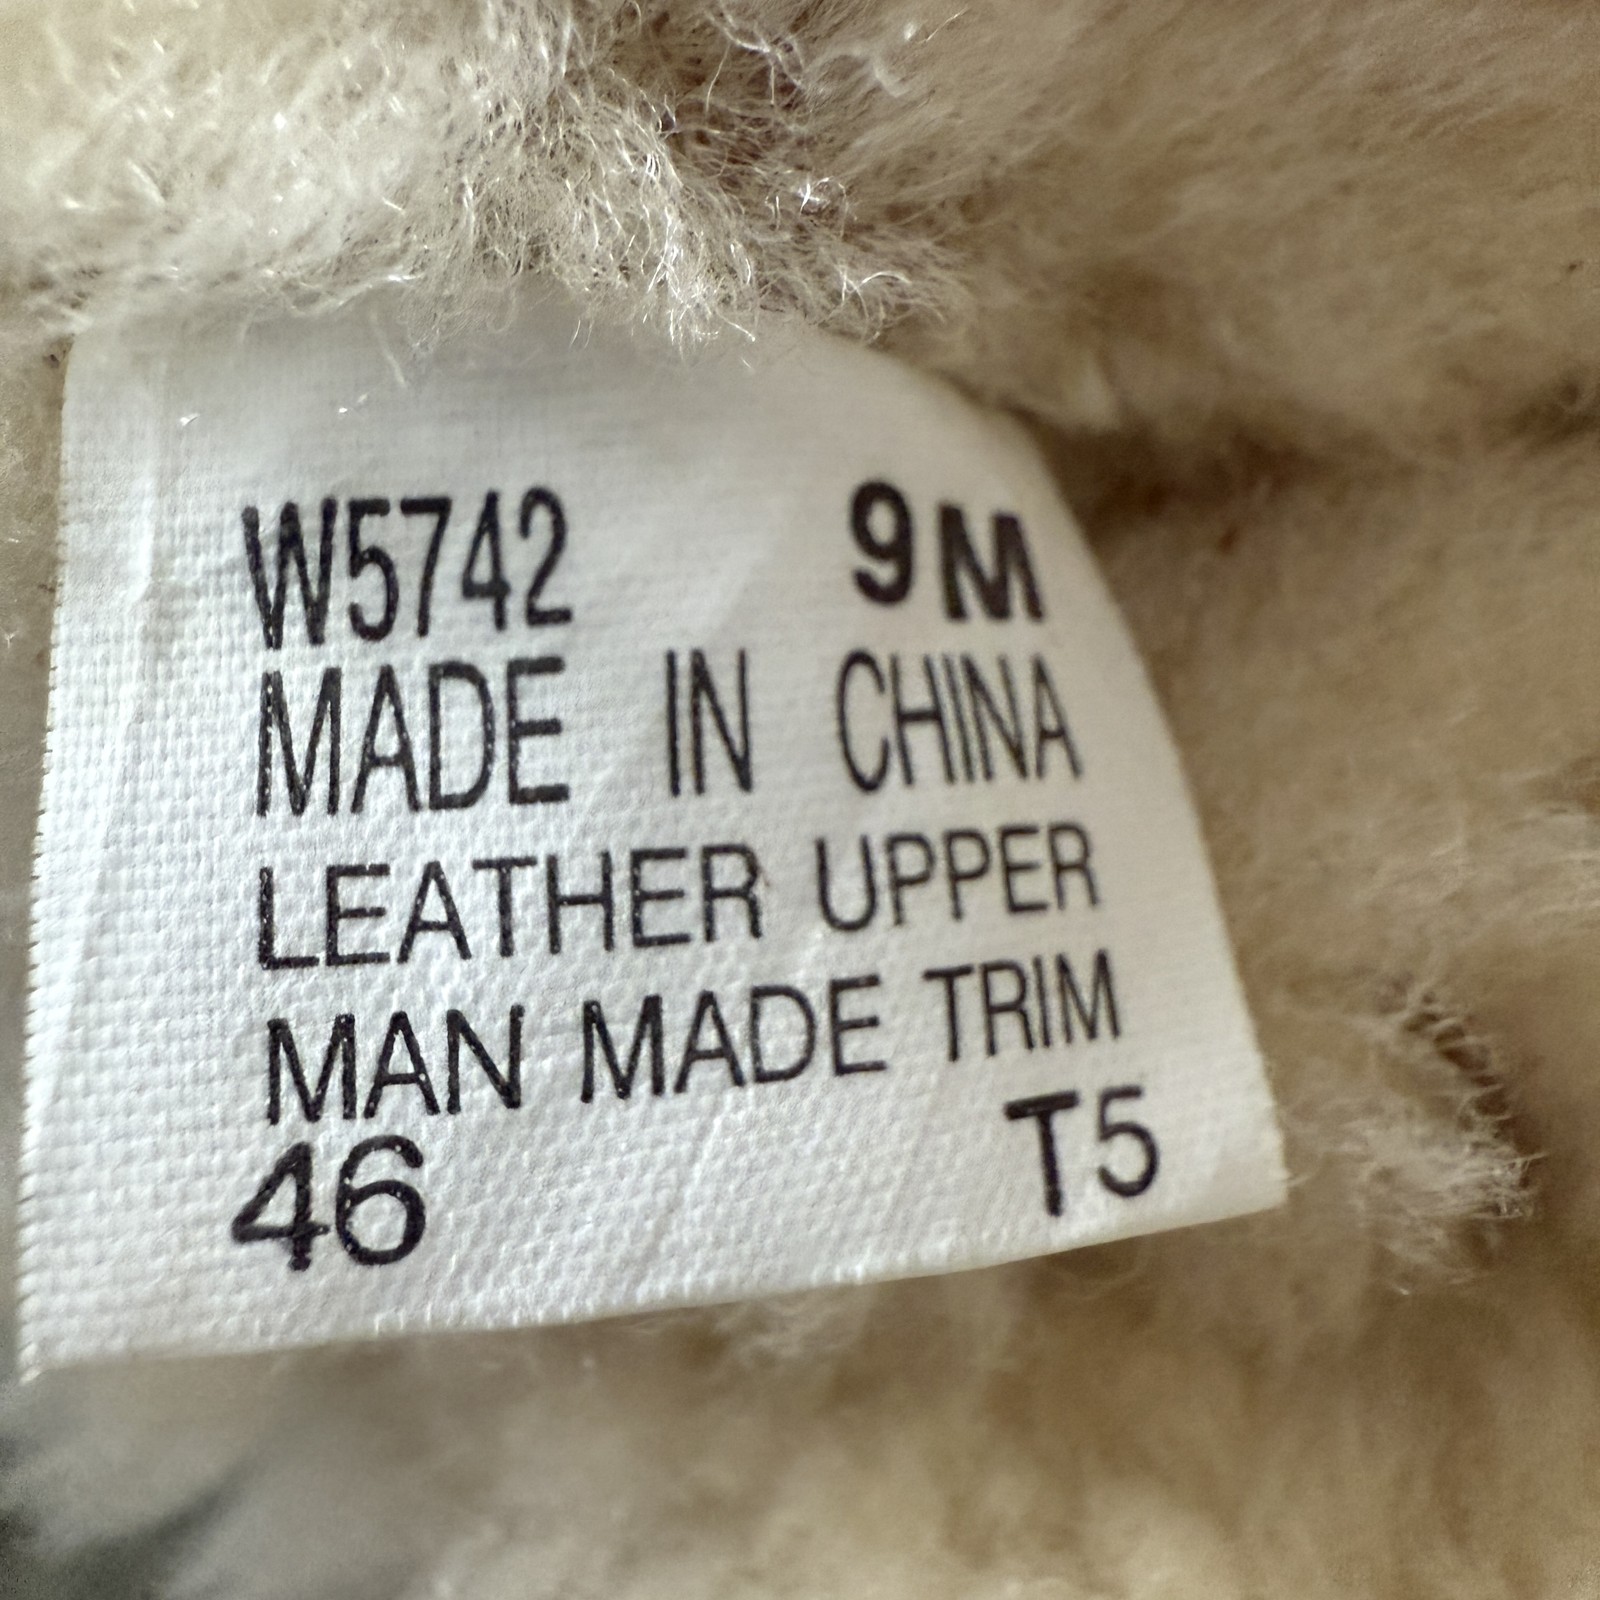 W5742 9M
MADE IN CHINA
LEATHER UPPER
MAN MADE TRIM
46 T5